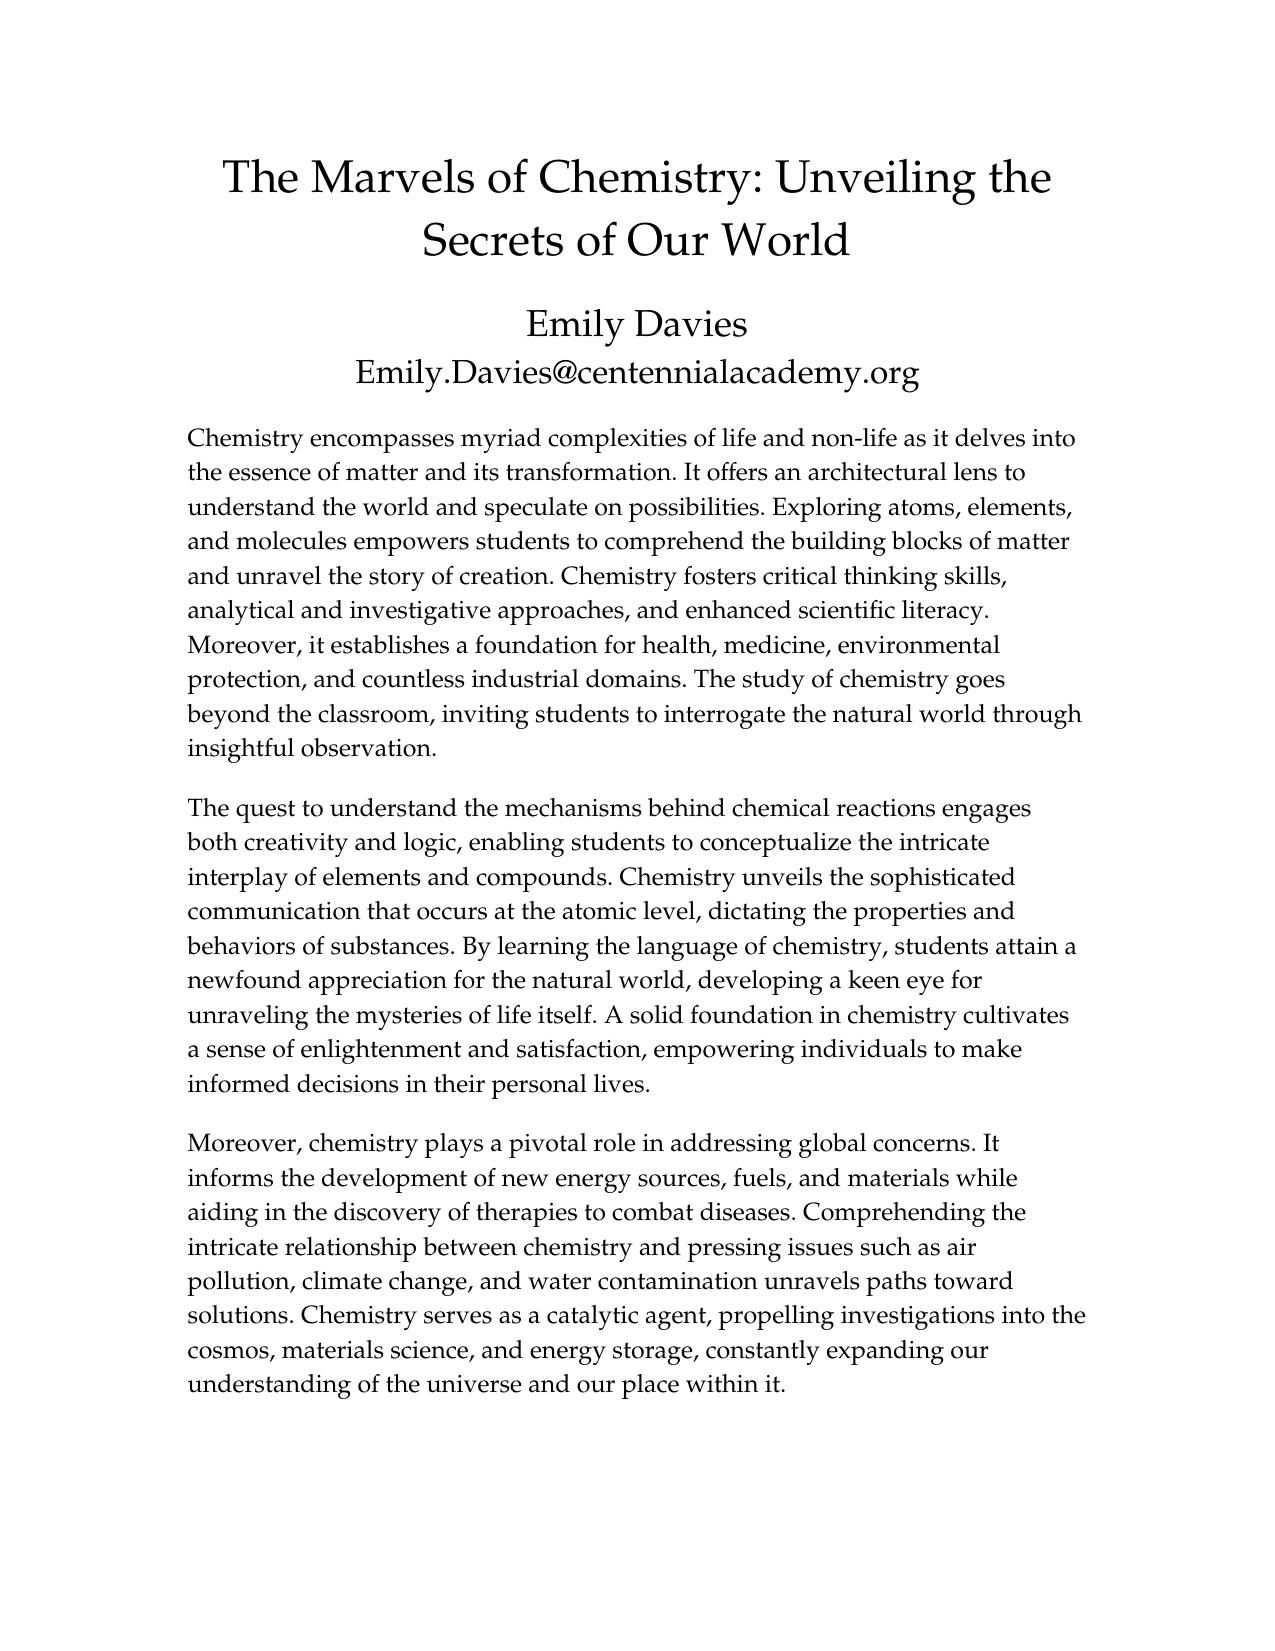 The Marvels of Chemistry: Unveiling the
Secrets of Our World
Emily Davies
Emily.Davies@centennialacademy.org
Chemistry encompasses myriad complexities of life and non-life as it delves into
the essence of matter and its transformation. It offers an architectural lens to
understand the world and speculate on possibilities. Exploring atoms, elements,
and molecules empowers students to comprehend the building blocks of matter
and unravel the story of creation. Chemistry fosters critical thinking skills,
analytical and investigative approaches, and enhanced scientific literacy.
Moreover, it establishes a foundation for health, medicine, environmental
protection, and countless industrial domains. The study of chemistry goes
beyond the classroom, inviting students to interrogate the natural world through
insightful observation.
The quest to understand the mechanisms behind chemical reactions engages
both creativity and logic, enabling students to conceptualize the intricate
interplay of elements and compounds. Chemistry unveils the sophisticated
communication that occurs at the atomic level, dictating the properties and
behaviors of substances. By learning the language of chemistry, students attain a
newfound appreciation for the natural world, developing a keen eye for
unraveling the mysteries of life itself. A solid foundation in chemistry cultivates
a sense of enlightenment and satisfaction, empowering individuals to make
informed decisions in their personal lives.
Moreover, chemistry plays a pivotal role in addressing global concerns. It
informs the development of new energy sources, fuels, and materials while
aiding in the discovery of therapies to combat diseases. Comprehending the
intricate relationship between chemistry and pressing issues such as air
pollution, climate change, and water contamination unravels paths toward
solutions. Chemistry serves as a catalytic agent, propelling investigations into the
cosmos, materials science, and energy storage, constantly expanding our
understanding of the universe and our place within it.